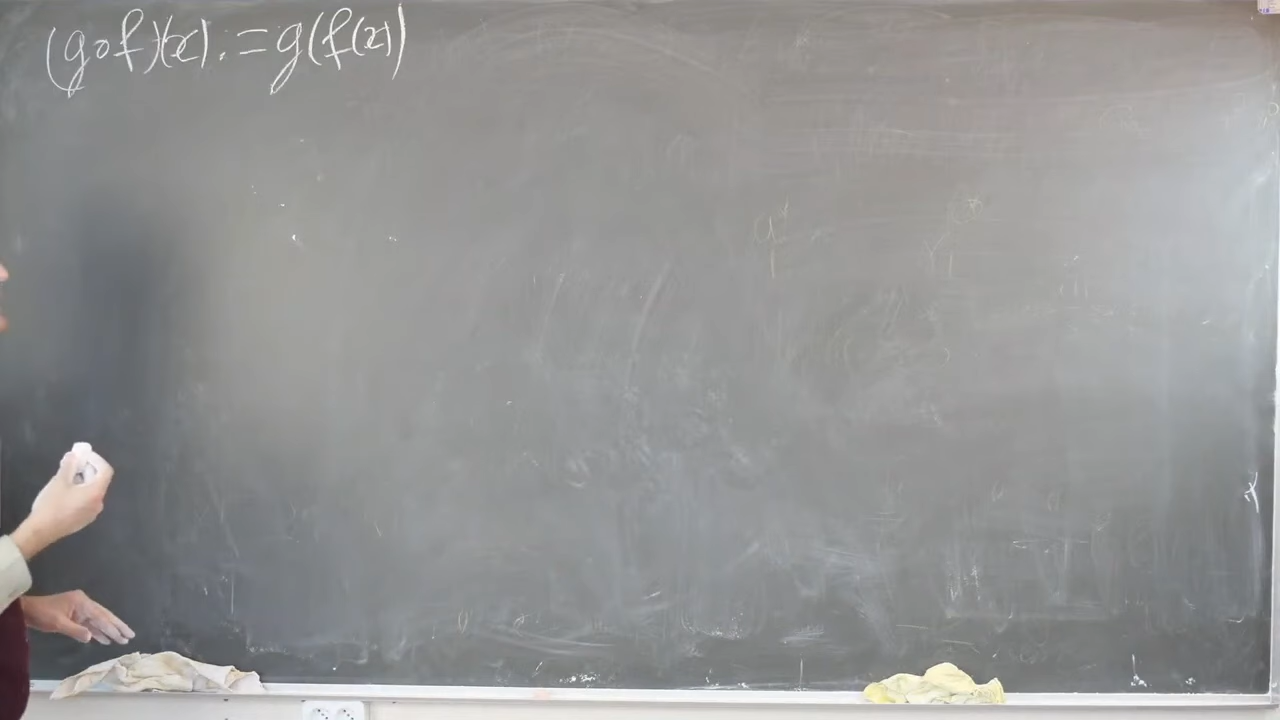 (g∘f)(x) := g(f(x))